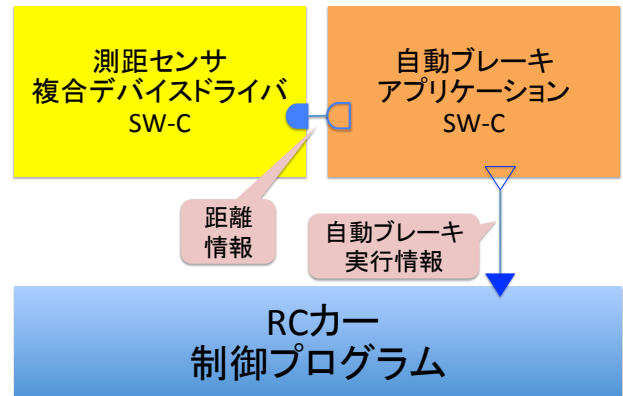 測距センサ
複合デバイスドライバ
SW-C
自動ブレーキ
アプリケーション
SW-C
距離
情報
自動ブレーキ
実行情報
RCカー
制御プログラム